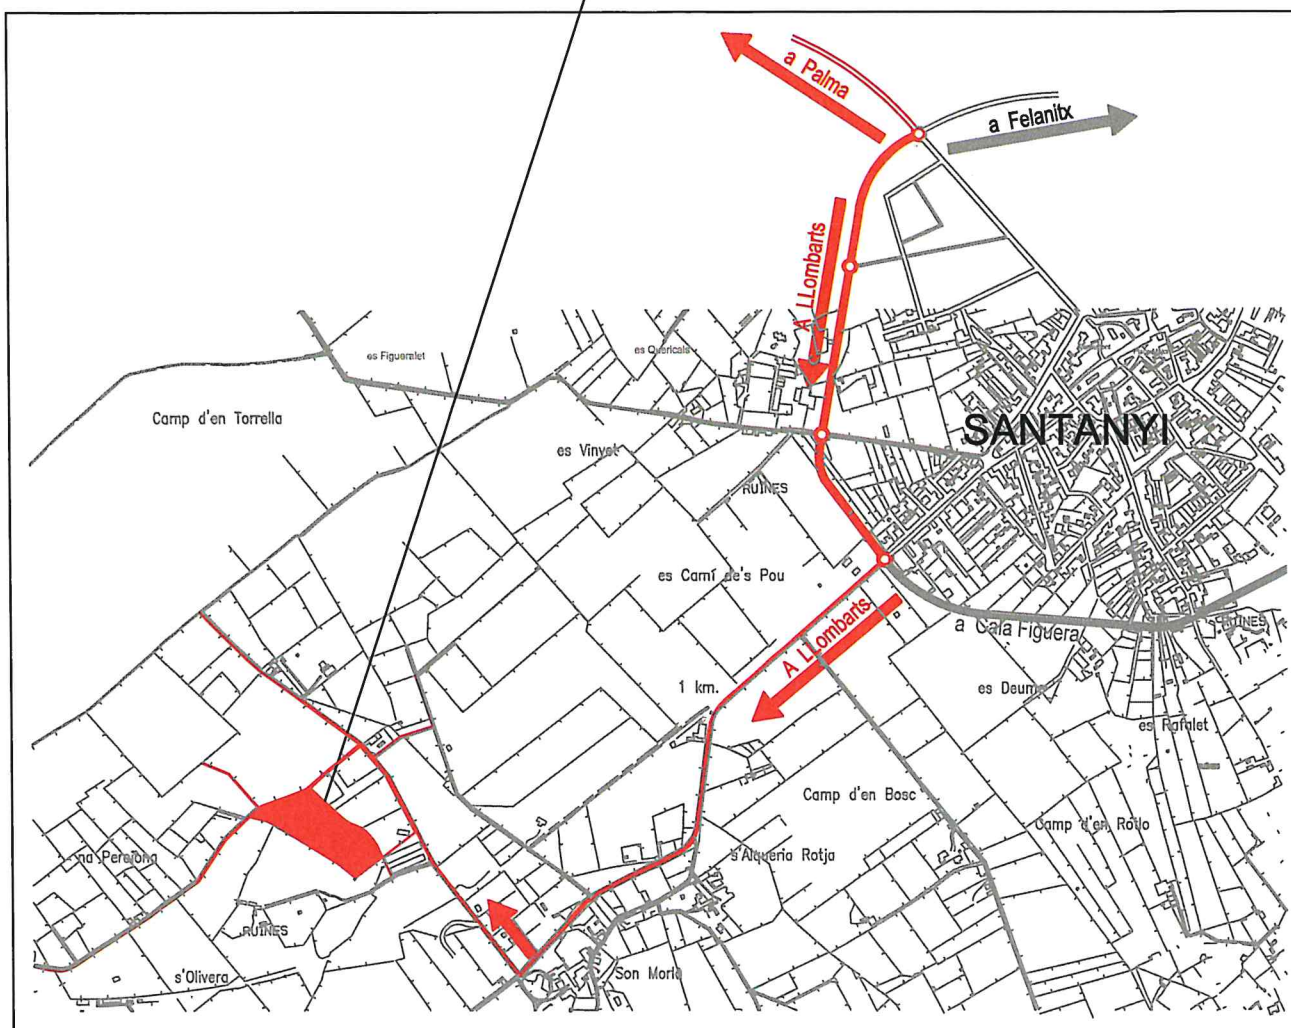 a Palma
a Felanitx
A LLombarts
es Figueralet
es Quericals
Camp d'en Torrella
SANTANYI
es Vinyet
RUINES
es Camí de's Pou
A LLombarts
a Cala Figuera
RUINES
1 km.
es Deume
es Rafalet
Camp d'en Bosc
Camp d'en Rotlo
na Perejona
s'Alqueria Rotja
RUINES
s'Olivera
Son Morla